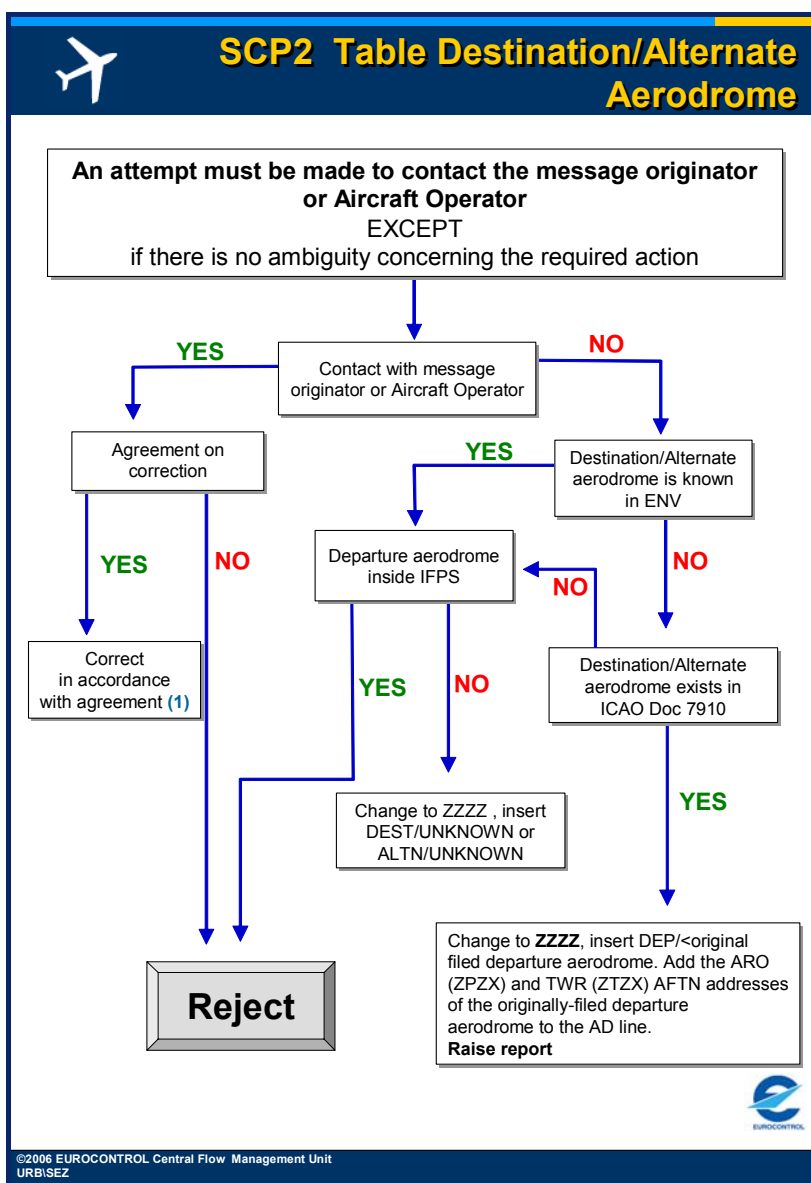 SCP2  Table Destination/Alternate
Aerodrome
An attempt must be made to contact the message originator
or Aircraft Operator
EXCEPT
if there is no ambiguity concerning the required action
YES
NO
Contact with message
originator or Aircraft Operator
Agreement on
correction
YES
Destination/Alternate
aerodrome is known
in ENV
YES
NO
Departure aerodrome
inside IFPS
NO
NO
Correct
in accordance
with agreement (1)
YES
NO
Destination/Alternate
aerodrome exists in
ICAO Doc 7910
Change to ZZZZ , insert
DEST/UNKNOWN or
ALTN/UNKNOWN
YES
Reject
Change to ZZZZ, insert DEP/<original
filed departure aerodrome. Add the ARO
(ZPZX) and TWR (ZTZX) AFTN addresses
of the originally-filed departure
aerodrome to the AD line.
Raise report
EUROCONTROL
©2006 EUROCONTROL Central Flow Management Unit
URB\SEZ